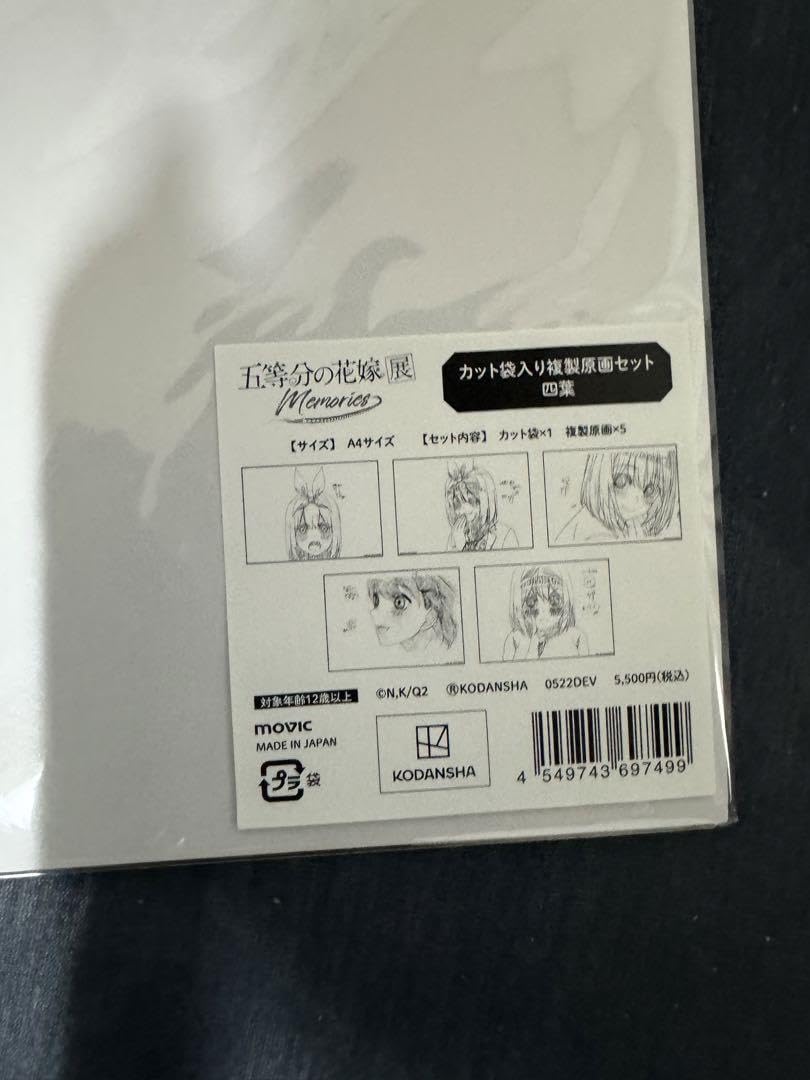 五等分の花嫁展
Memories
カット袋入り複製原画セット
四葉
【サイズ】 A4サイズ 【セット内容】 カット袋×1 複製原画×5
対象年齢12歳以上
©N,K/Q2 ⓇKODANSHA 0522DEV 5,500円(税込)
movic
MADE IN JAPAN
プラ 袋
KODANSHA
4 549743 697499